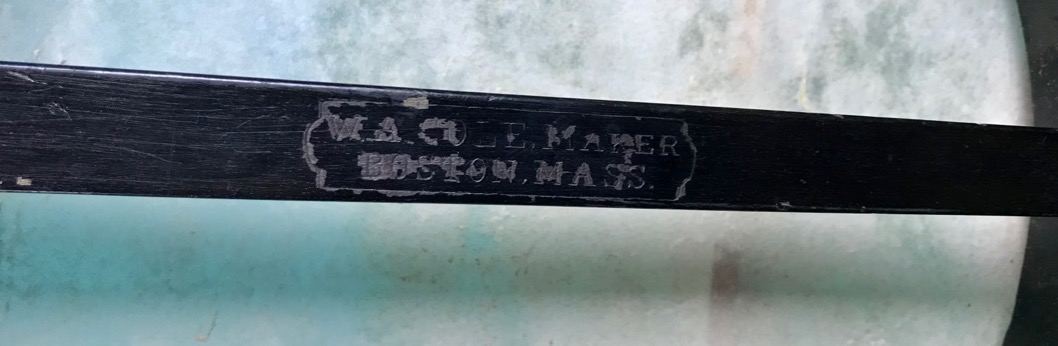 W.A. COLE, MAKER
BOSTON, MASS.